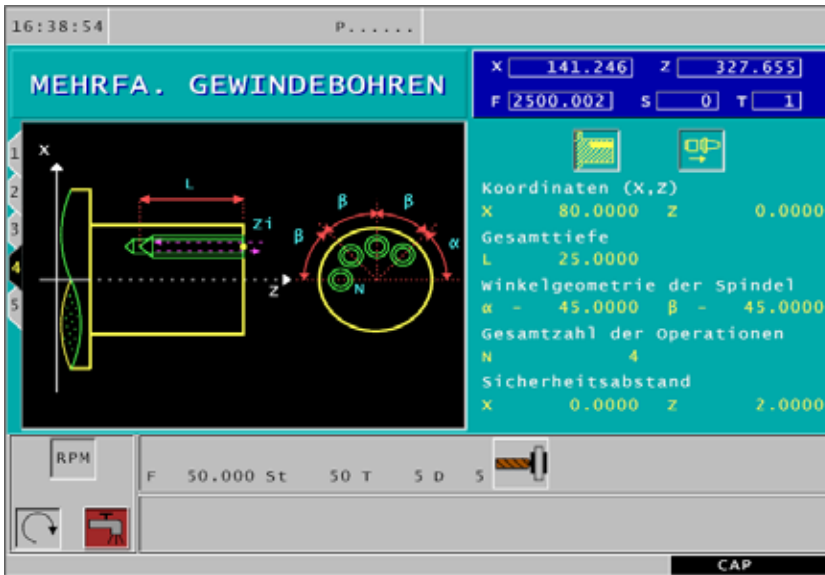 16:38:54 P......
MEHRFA. GEWINDEBOHREN
X 141.246 Z 327.655
F 2500.002 S 0 T 1
1
2
3
4
5
X
L
Zi
Z
β β
β α
N
Koordinaten (X,Z)
X 80.0000 Z 0.0000
Gesamttiefe
L 25.0000
Winkelgeometrie der Spindel
α - 45.0000 β - 45.0000
Gesamtzahl der Operationen
N 4
Sicherheitsabstand
X 0.0000 Z 2.0000
RPM
F 50.000 St 50 T 5 D 5
CAP